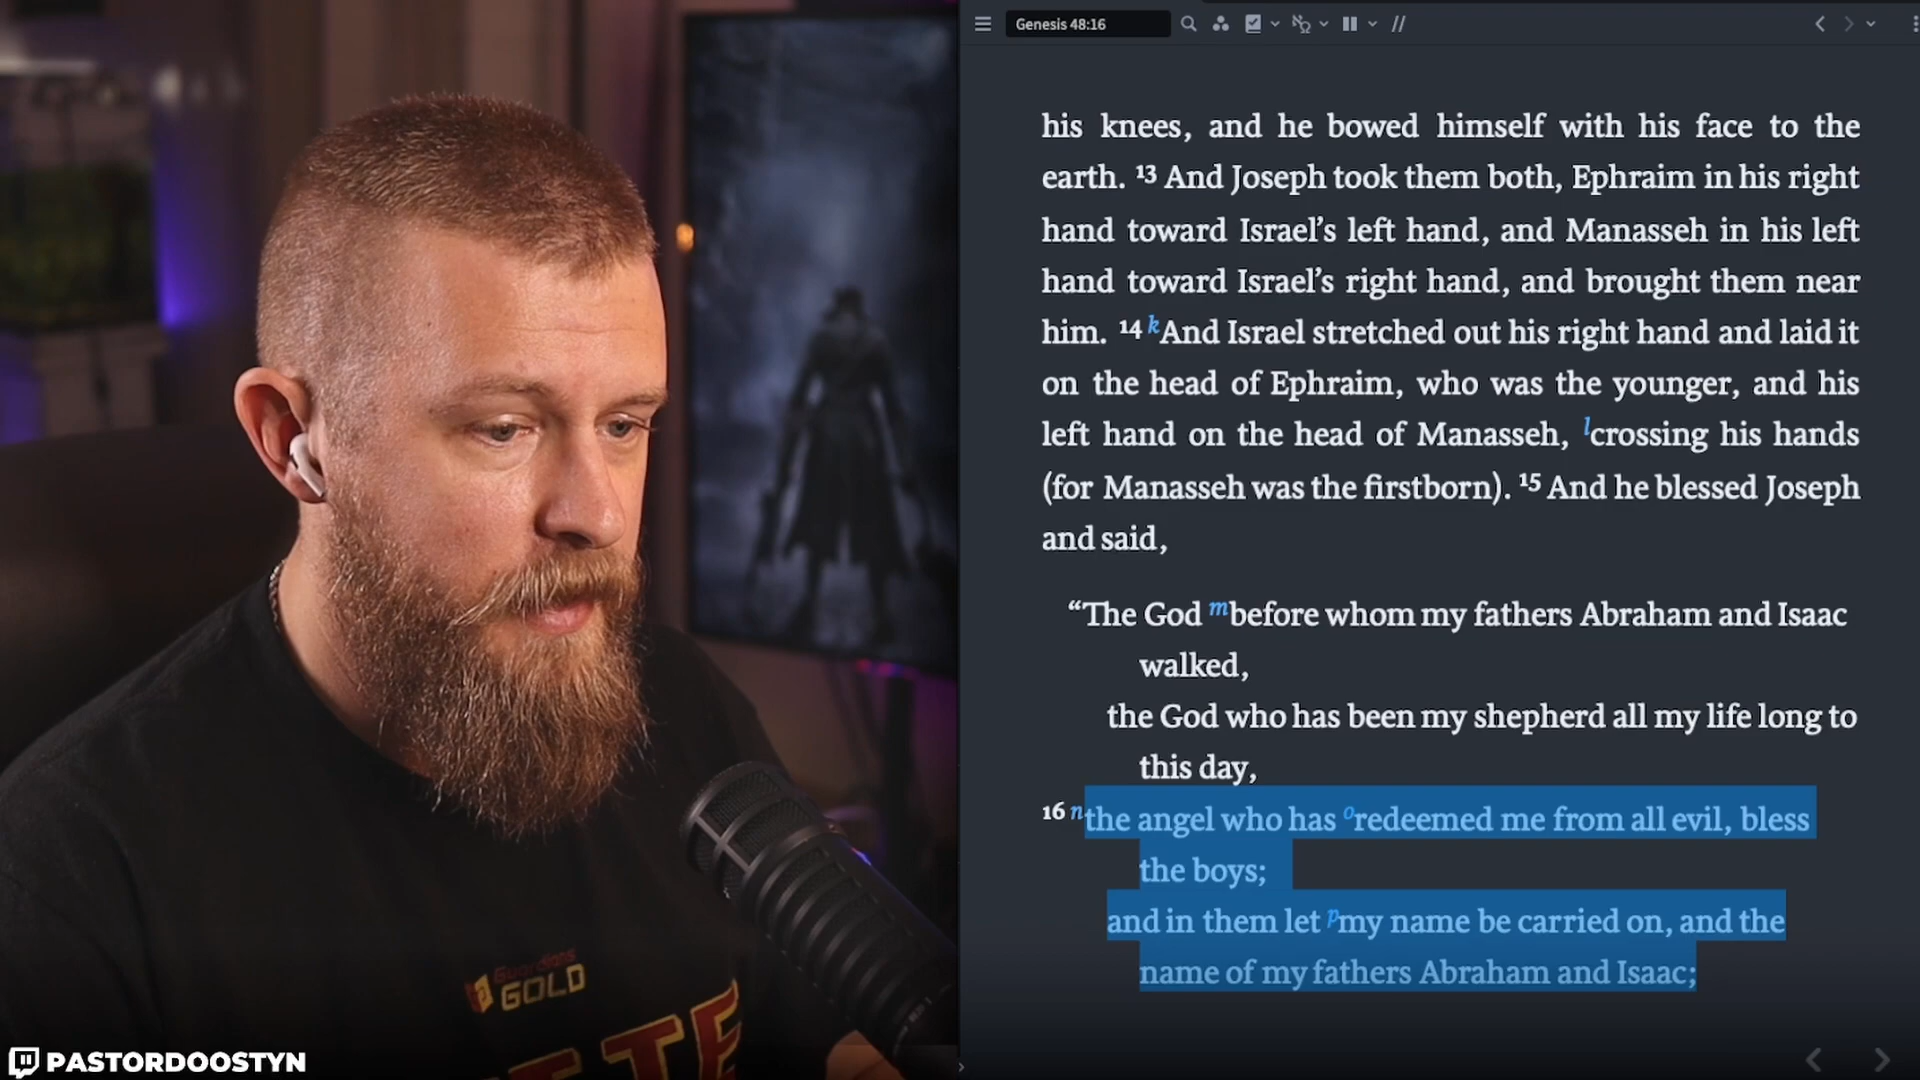 Genesis 48:16
his knees, and he bowed himself with his face to the
earth. 13 And Joseph took them both, Ephraim in his right
hand toward Israel’s left hand, and Manasseh in his left
hand toward Israel’s right hand, and brought them near
him. 14 k And Israel stretched out his right hand and laid it
on the head of Ephraim, who was the younger, and his
left hand on the head of Manasseh, l crossing his hands
(for Manasseh was the firstborn). 15 And he blessed Joseph
and said,
“The God m before whom my fathers Abraham and Isaac
walked,
the God who has been my shepherd all my life long to
this day,
16 n the angel who has o redeemed me from all evil, bless
the boys;
and in them let p my name be carried on, and the
name of my fathers Abraham and Isaac;
Guardians
GOLD
PASTORDOOSTYN